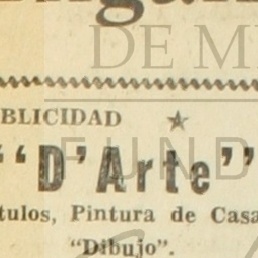 DE M
BLICIDAD
FUND
"D'Arte"
tulos, Pintura de Casa
"Dibujo".